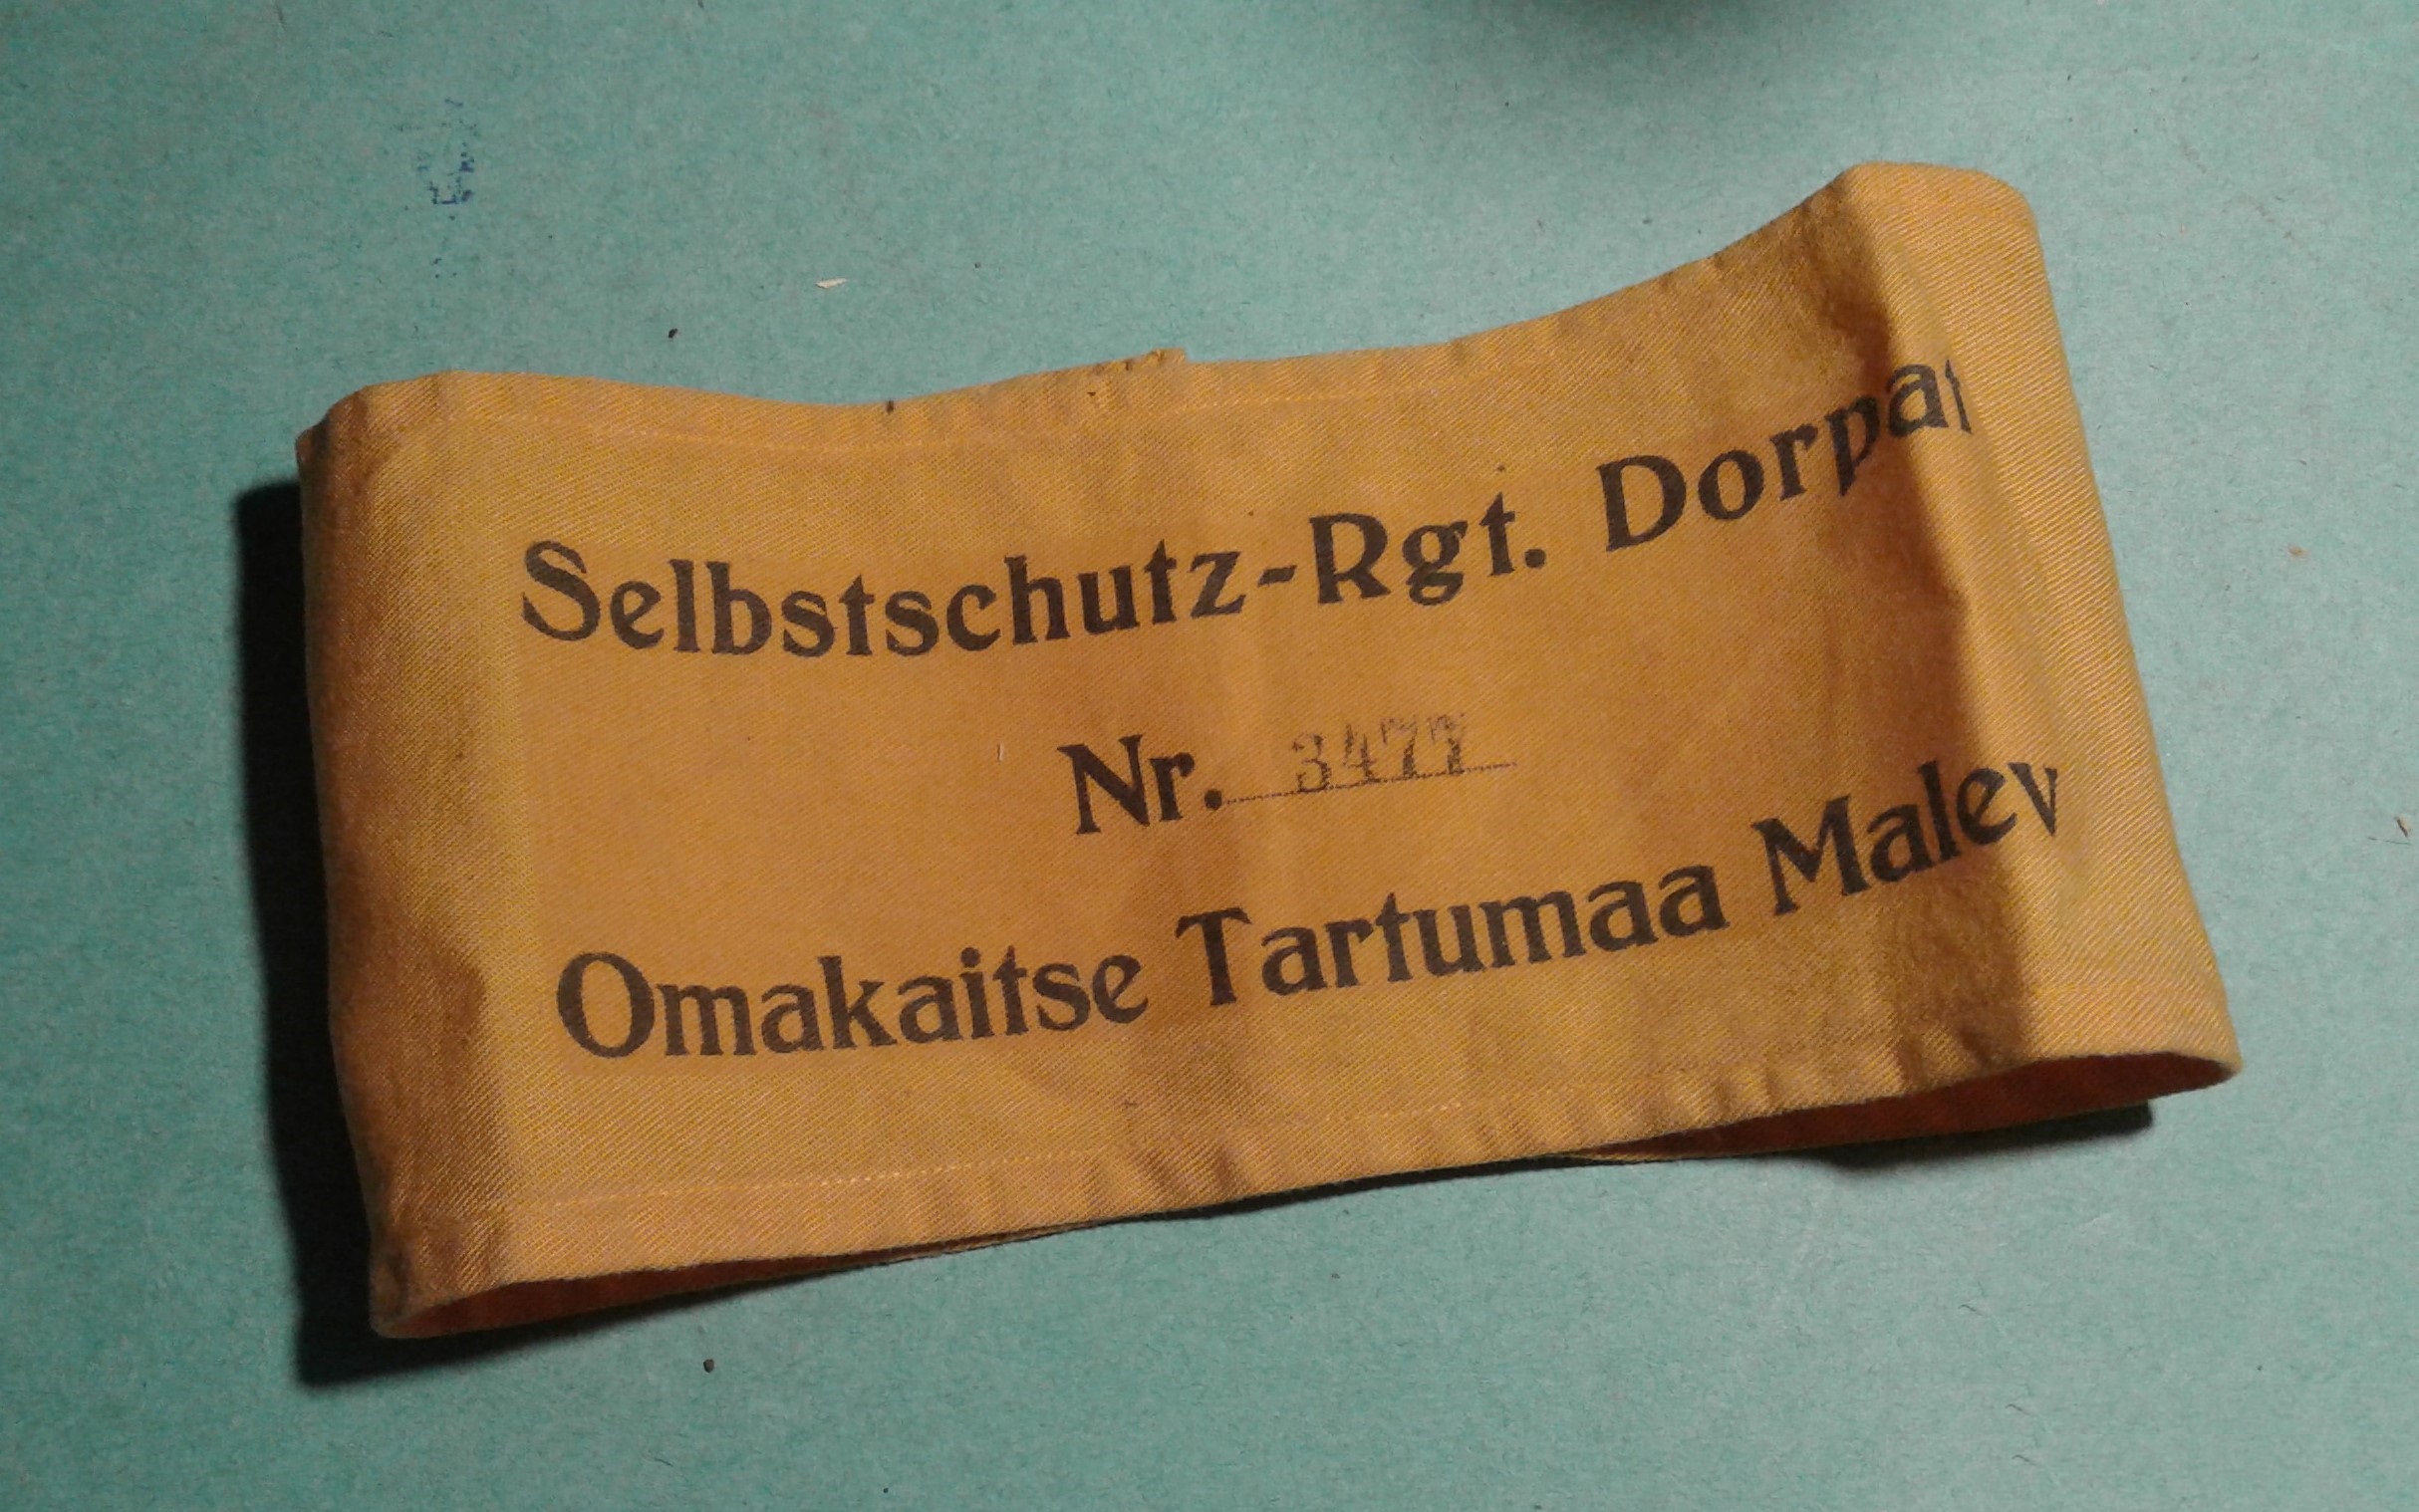 Selbstschutz-Rgt. Dorpat
Nr. 3477
Omakaitse Tartumaa Malev